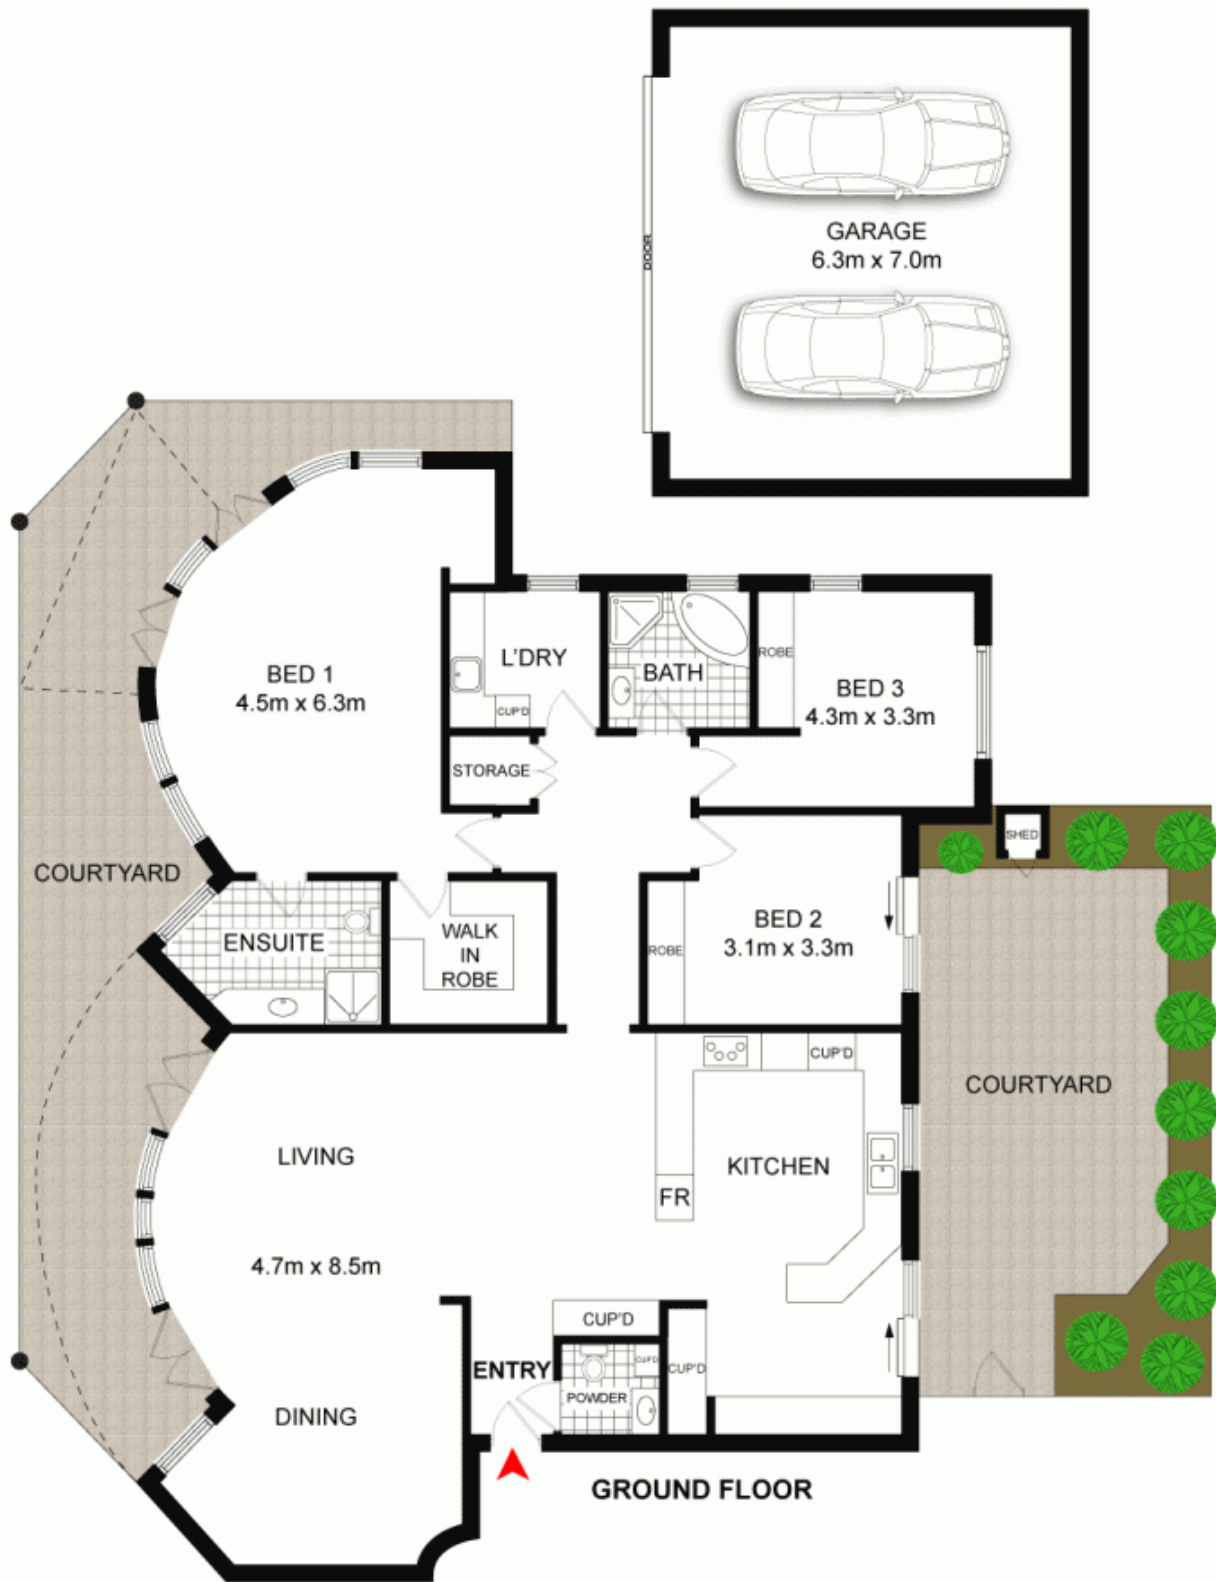 DOOR
GARAGE
6.3m x 7.0m
BED 1
4.5m x 6.3m
L'DRY
CUP'D
BATH
ROBE
BED 3
4.3m x 3.3m
STORAGE
SHED
COURTYARD
ENSUITE
WALK
IN
ROBE
ROBE
BED 2
3.1m x 3.3m
CUP'D
COURTYARD
LIVING
KITCHEN
FR
4.7m x 8.5m
CUP'D
ENTRY
CUP'D
CUP'D
POWDER
DINING
GROUND FLOOR